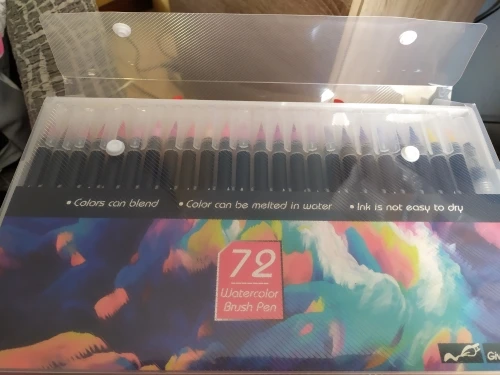 • Colors can blend • Color can be melted in water • Ink is not easy to dry
72
Watercolor
Brush Pen